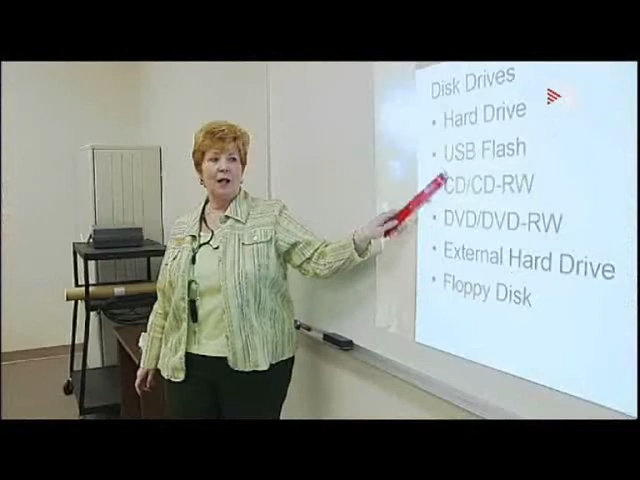 Disk Drives
• Hard Drive
• USB Flash
CD/CD-RW
• DVD/DVD-RW
• External Hard Drive
• Floppy Disk